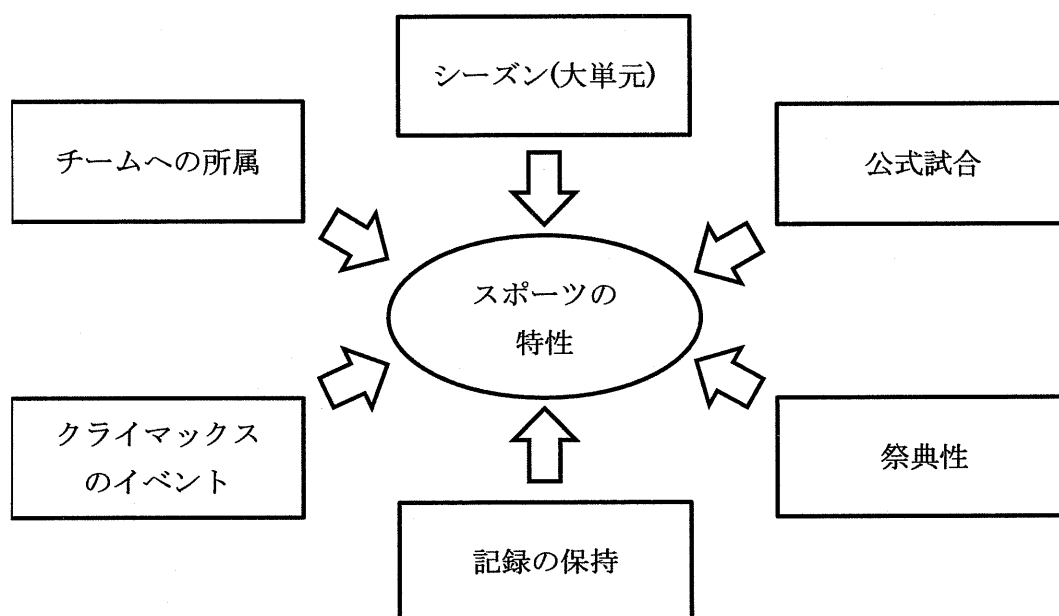 シーズン(大単元)
チームへの所属
公式試合
スポーツの
特性
クライマックス
のイベント
祭典性
記録の保持